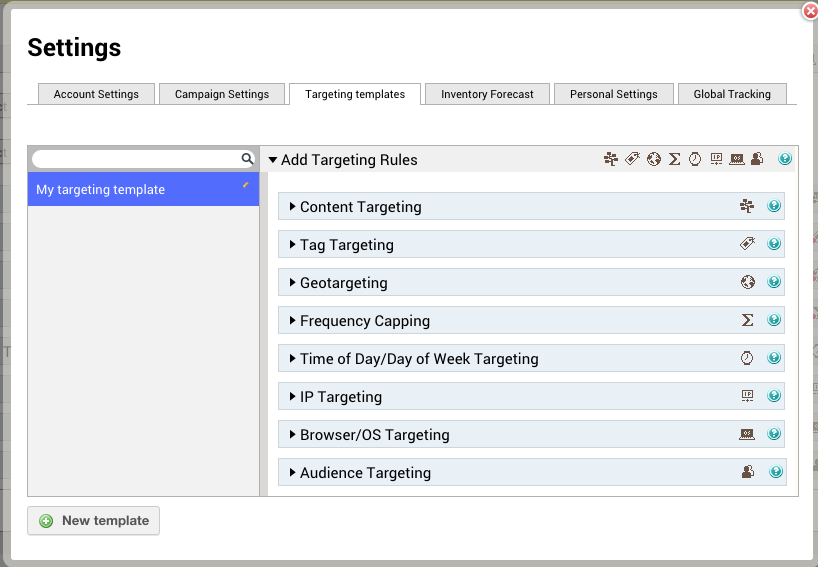 Settings
Account Settings
Campaign Settings
Targeting templates
Inventory Forecast
Personal Settings
Global Tracking
Add Targeting Rules
My targeting template
Content Targeting
Tag Targeting
Geotargeting
Frequency Capping
Time of Day/Day of Week Targeting
IP Targeting
Browser/OS Targeting
Audience Targeting
New template